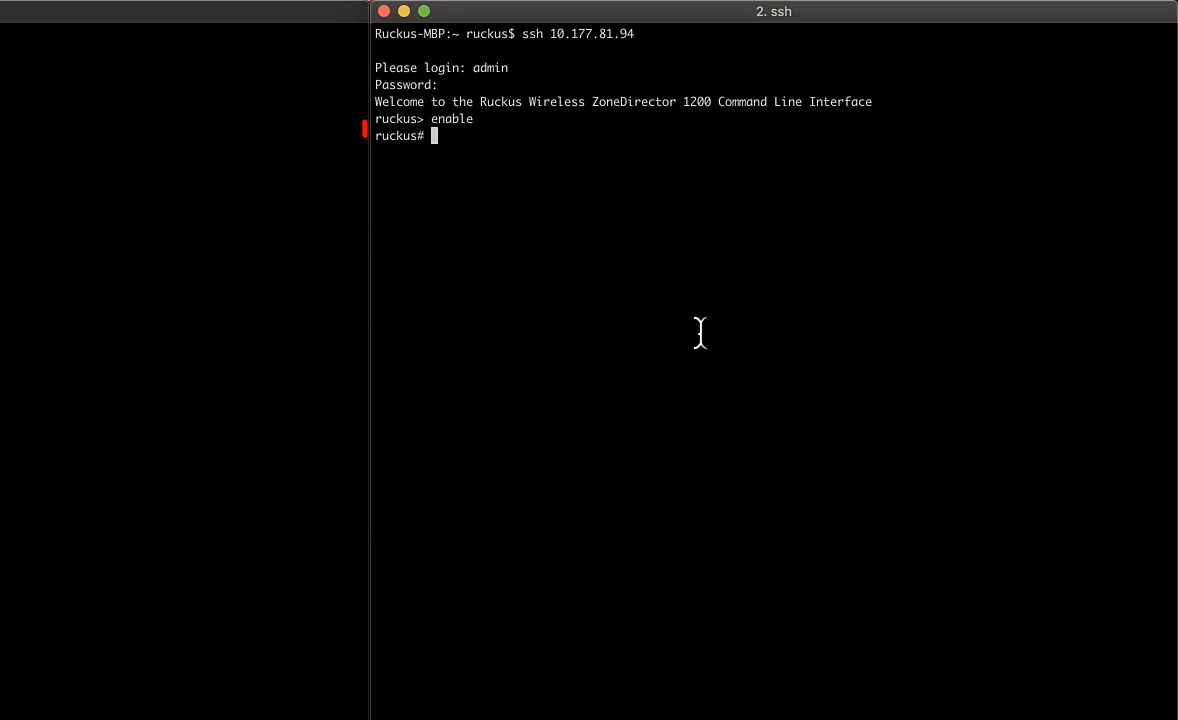 2. ssh
Ruckus-MBP:~ ruckus$ ssh 10.177.81.94
Please login: admin
Password:
Welcome to the Ruckus Wireless ZoneDirector 1200 Command Line Interface
ruckus> enable
ruckus#